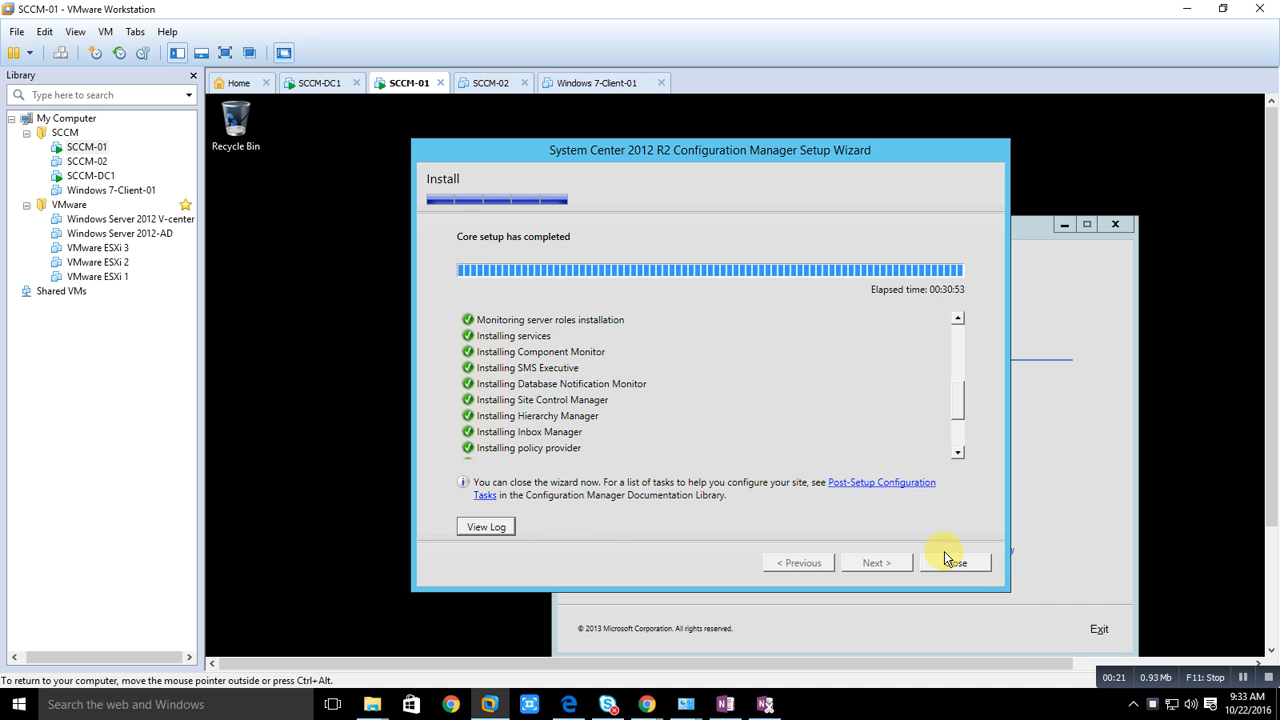 SCCM-01 - VMware Workstation
File Edit View VM Tabs Help
Library
Type here to search
My Computer
SCCM
SCCM-01
SCCM-02
SCCM-DC1
Windows 7-Client-01
VMware
Windows Server 2012 V-center
Windows Server 2012-AD
VMware ESXi 3
VMware ESXi 2
VMware ESXi 1
Shared VMs
Home SCCM-DC1 SCCM-01 SCCM-02 Windows 7-Client-01
Recycle Bin
System Center 2012 R2 Configuration Manager Setup Wizard
Install
Core setup has completed
Elapsed time: 00:30:53
Monitoring server roles installation
Installing services
Installing Component Monitor
Installing SMS Executive
Installing Database Notification Monitor
Installing Site Control Manager
Installing Hierarchy Manager
Installing Inbox Manager
Installing policy provider
You can close the wizard now. For a list of tasks to help you configure your site, see Post-Setup Configuration
Tasks in the Configuration Manager Documentation Library.
View Log
< Previous Next > Close
© 2013 Microsoft Corporation. All rights reserved.
Exit
To return to your computer, move the mouse pointer outside or press Ctrl+Alt.
00:21 0.93 Mb F11: Stop
Search the web and Windows
9:33 AM
10/22/2016